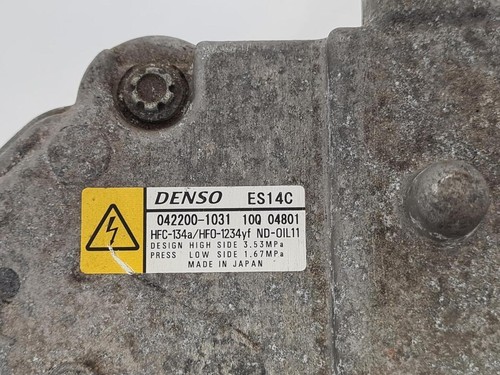 DENSO ES14C
042200-1031 10Q 04801
HFC-134a/HFO-1234yf ND-OIL11
DESIGN HIGH SIDE 3.53MPa
PRESS LOW SIDE 1.67MPa
MADE IN JAPAN